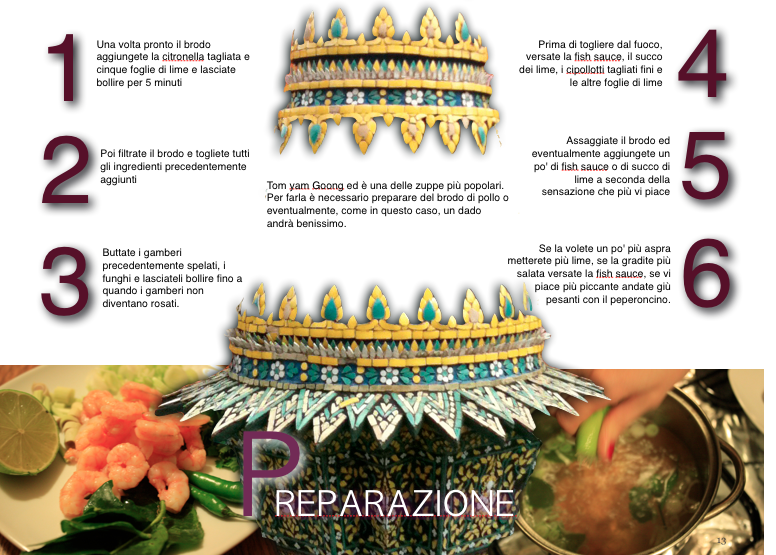 1
Una volta pronto il brodo
aggiungete la citronella tagliata e
cinque foglie di lime e lasciate
bollire per 5 minuti
2
Poi filtrate il brodo e togliete tutti
gli ingredienti precedentemente
aggiunti
3
Buttate i gamberi
precedentemente spelati, i
funghi e lasciateli bollire fino a
quando i gamberi non
diventano rosati.
Tom yam Goong ed è una delle zuppe più popolari.
Per farla è necessario preparare del brodo di pollo o
eventualmente, come in questo caso, un dado
andrà benissimo.
4
Prima di togliere dal fuoco,
versate la fish sauce, il succo
dei lime, i cipollotti tagliati fini e
le altre foglie di lime
5
Assaggiate il brodo ed
eventualmente aggiungete un
po' di fish sauce o di succo di
lime a seconda della
sensazione che più vi piace
6
Se la volete un po' più aspra
metterete più lime, se la gradite più
salata versate la fish sauce, se vi
piace più piccante andate giù
pesanti con il peperoncino.
PREPARAZIONE
13